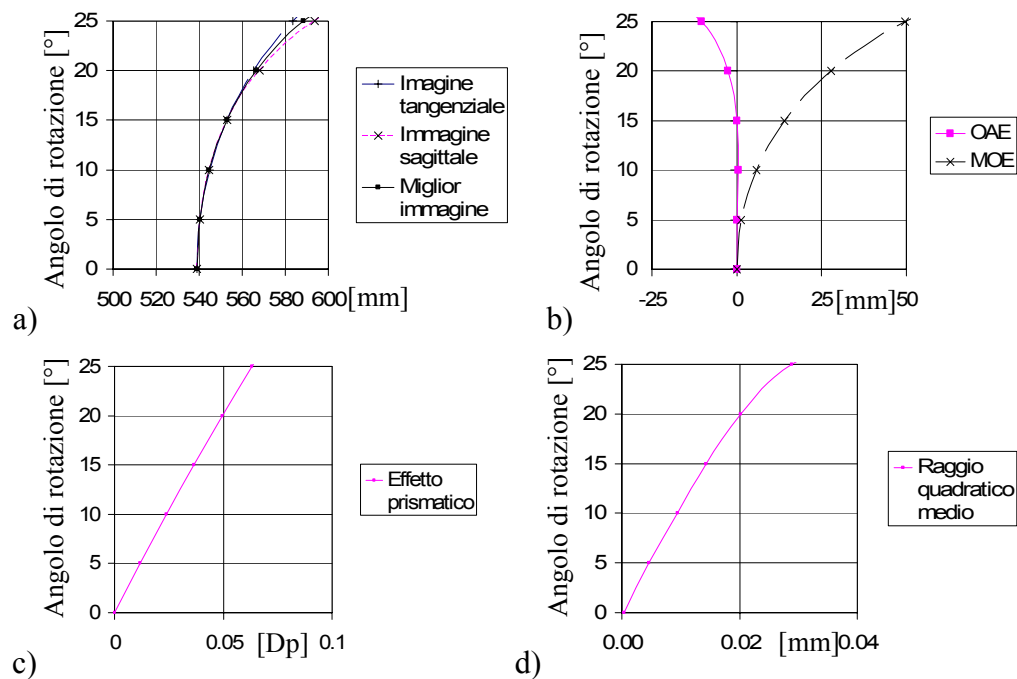 Angolo di rotazione [°]
25
20
15
10
5
0
500 520 540 560 580 600 [mm]
Imagine
tangenziale
Immagine
sagittale
Miglior
immagine
a)
Angolo di rotazione [°]
25
20
15
10
5
0
-25 0 25 [mm] 50
OAE
MOE
b)
Angolo di rotazione [°]
25
20
15
10
5
0
0 0.05 [Dp] 0.1
Effetto
prismatico
c)
Angolo di rotazione [°]
25
20
15
10
5
0
0.00 0.02 [mm] 0.04
Raggio
quadratico
medio
d)